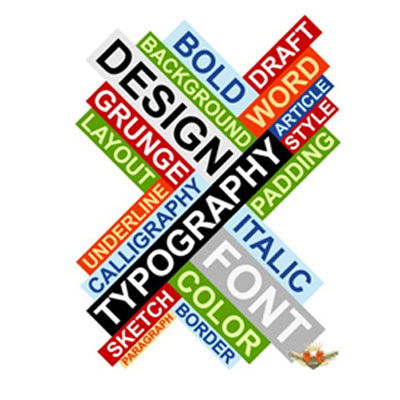 DRAFT
BOLD
WORD
BACKGROUND
DESIGN
ARTICLE
STYLE
GRUNGE
LAYOUT
PADDING
TYPOGRAPHY
UNDERLINE
CALLIGRAPHY
ITALIC
FONT
COLOR
SKETCH
BORDER
PARAGRAPH